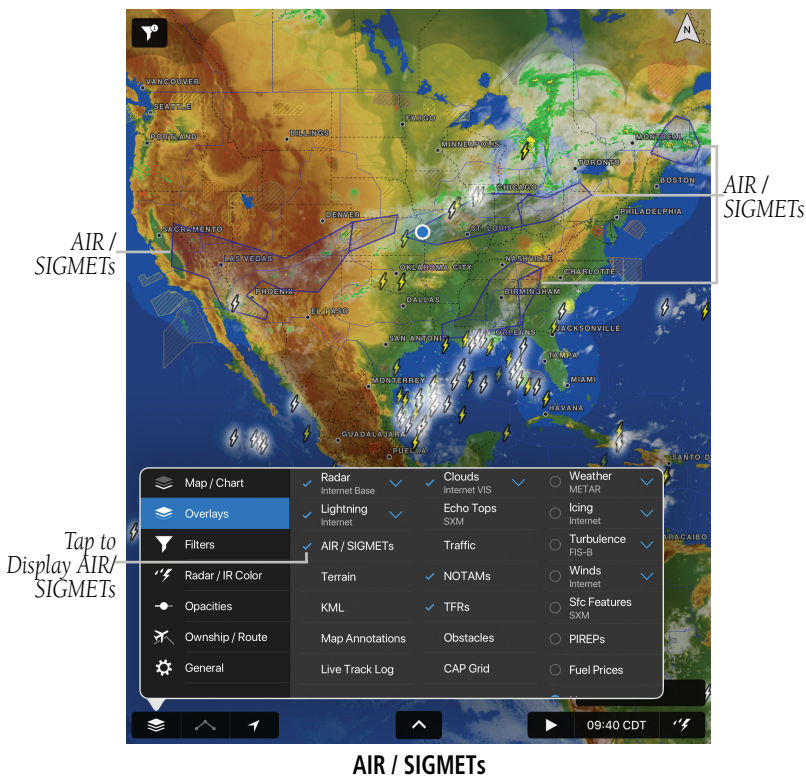 N
VANCOUVER
SEATTLE
PORTLAND
BILLINGS
FARGO
MINNEAPOLIS
MONTREAL
TORONTO
BOSTON
CHICAGO
PHILADELPHIA
AIR /
SIGMETs
SACRAMENTO
DENVER
ST. LOUIS
AIR /
SIGMETs
LAS VEGAS
OKLAHOMA CITY
NASHVILLE
CHARLOTTE
PHOENIX
BIRMINGHAM
EL PASO
DALLAS
SAN ANTONIO
ORLEANS
JACKSONVILLE
TAMPA
MONTERREY
MIAMI
HAVANA
GUADALAJARA
PUEBLA
SANTO D
ARACAIBO
Tap to
Display AIR/
SIGMETs
Map / Chart
Overlays
Filters
Radar / IR Color
Opacities
Ownship / Route
General
Radar
Internet Base
Lightning
Internet
AIR / SIGMETs
Terrain
KML
Map Annotations
Live Track Log
Clouds
Internet VIS
Echo Tops
SXM
Traffic
NOTAMs
TFRs
Obstacles
CAP Grid
Weather
METAR
Icing
Internet
Turbulence
FIS-B
Winds
Internet
Sfc Features
SXM
PIREPs
Fuel Prices
09:40 CDT
AIR / SIGMETs